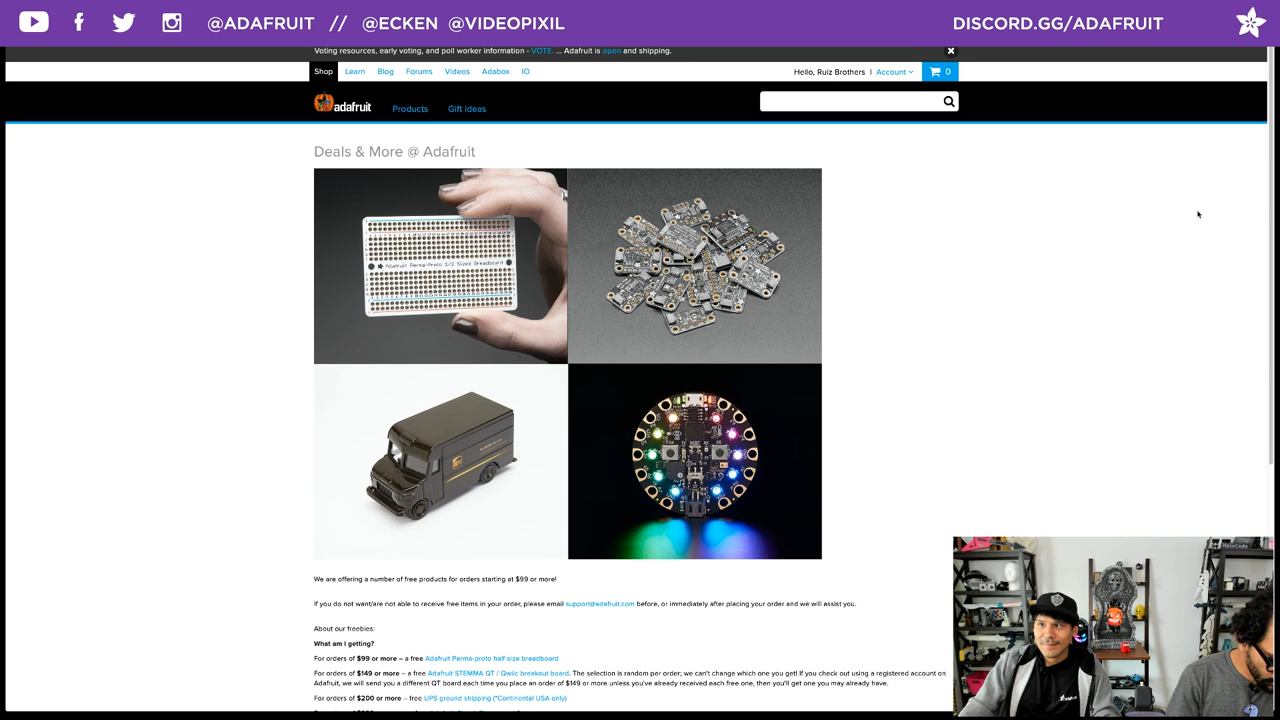 @ADAFRUIT // @ECKEN @VIDEOPIXIL
DISCORD.GG/ADAFRUIT
Voting resources, early voting, and poll worker information - VOTE. ... Adafruit is open and shipping.
Shop Learn Blog Forums Videos Adabox IO
Hello, Ruiz Brothers | Account
0
adafruit
Products Gift Ideas
Deals & More @ Adafruit
Adafruit Perma-Proto 1/2 Sized Breadboard
We are offering a number of free products for orders starting at $99 or more!
If you do not want/are not able to receive free items in your order, please email support@adafruit.com before, or immediately after placing your order and we will assist you.
About our freebies:
What am I getting?
For orders of $99 or more – a free Adafruit Perma-proto half-size breadboard
For orders of $149 or more – a free Adafruit STEMMA QT / Qwiic breakout board. The selection is random per order; we can't change which one you get! If you check out using a registered account on
Adafruit, we will send you a different QT board each time you place an order of $149 or more unless you've already received each free one, then you'll get one you may already have.
For orders of $200 or more – free UPS ground shipping (*Continental USA only)